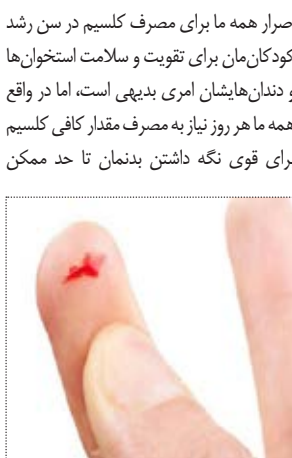 صرار همه ما برای مصرف کلسیم در سن رشد
کودکان‌مان برای تقویت و سلامت استخوان‌ها
و دندان‌هایشان امری بدیهی است، اما در واقع
همه ما هر روز نیاز به مصرف مقدار کافی کلسیم
برای قوی نگه داشتن بدنمان تا حد ممکن